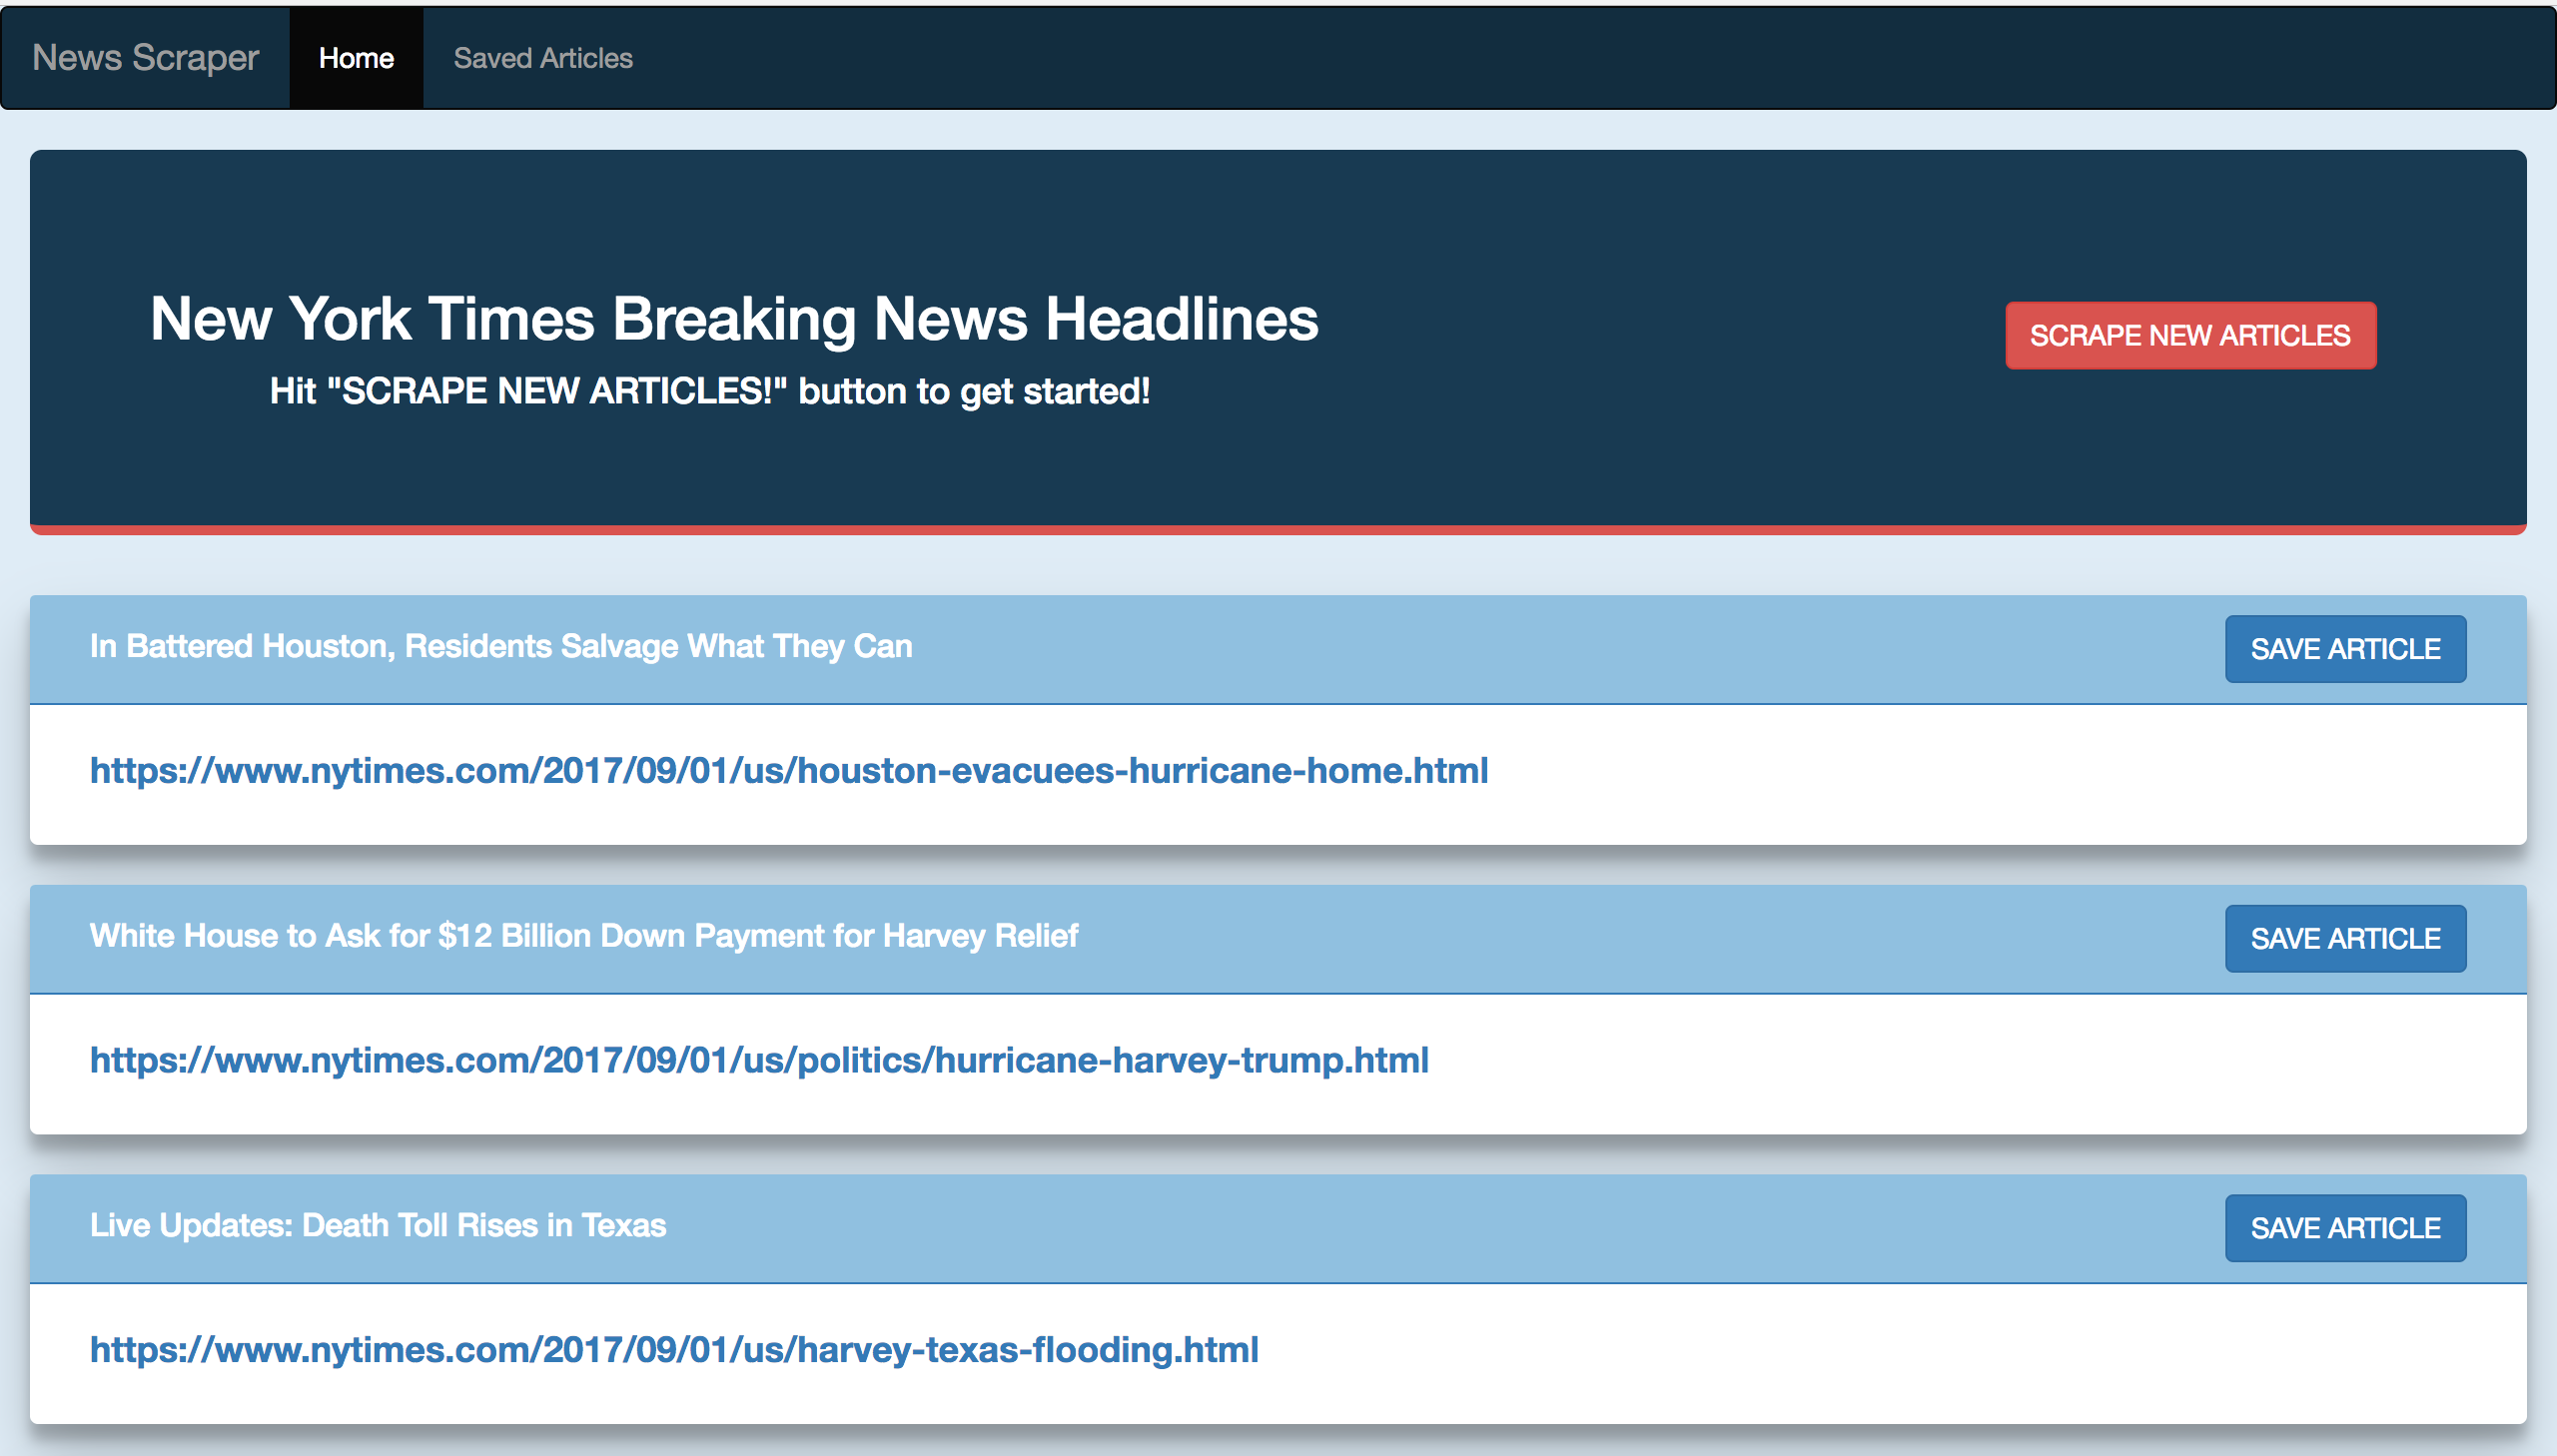 News Scraper Home Saved Articles
New York Times Breaking News Headlines
SCRAPE NEW ARTICLES
Hit "SCRAPE NEW ARTICLES!" button to get started!
In Battered Houston, Residents Salvage What They Can
SAVE ARTICLE
https://www.nytimes.com/2017/09/01/us/houston-evacuees-hurricane-home.html
White House to Ask for $12 Billion Down Payment for Harvey Relief
SAVE ARTICLE
https://www.nytimes.com/2017/09/01/us/politics/hurricane-harvey-trump.html
Live Updates: Death Toll Rises in Texas
SAVE ARTICLE
https://www.nytimes.com/2017/09/01/us/harvey-texas-flooding.html